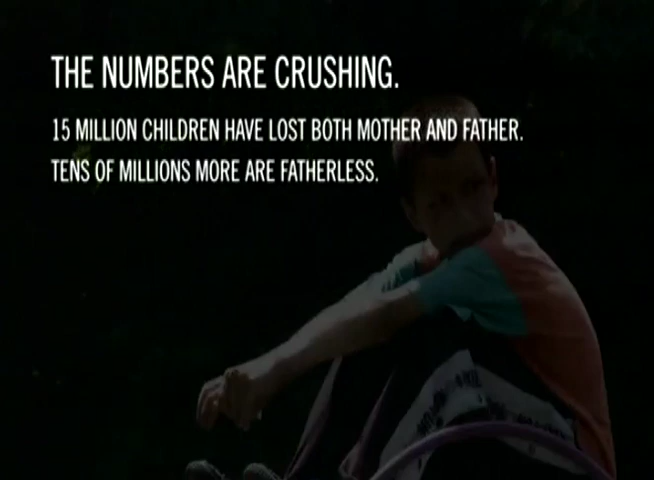 THE NUMBERS ARE CRUSHING.
15 MILLION CHILDREN HAVE LOST BOTH MOTHER AND FATHER.
TENS OF MILLIONS MORE ARE FATHERLESS.